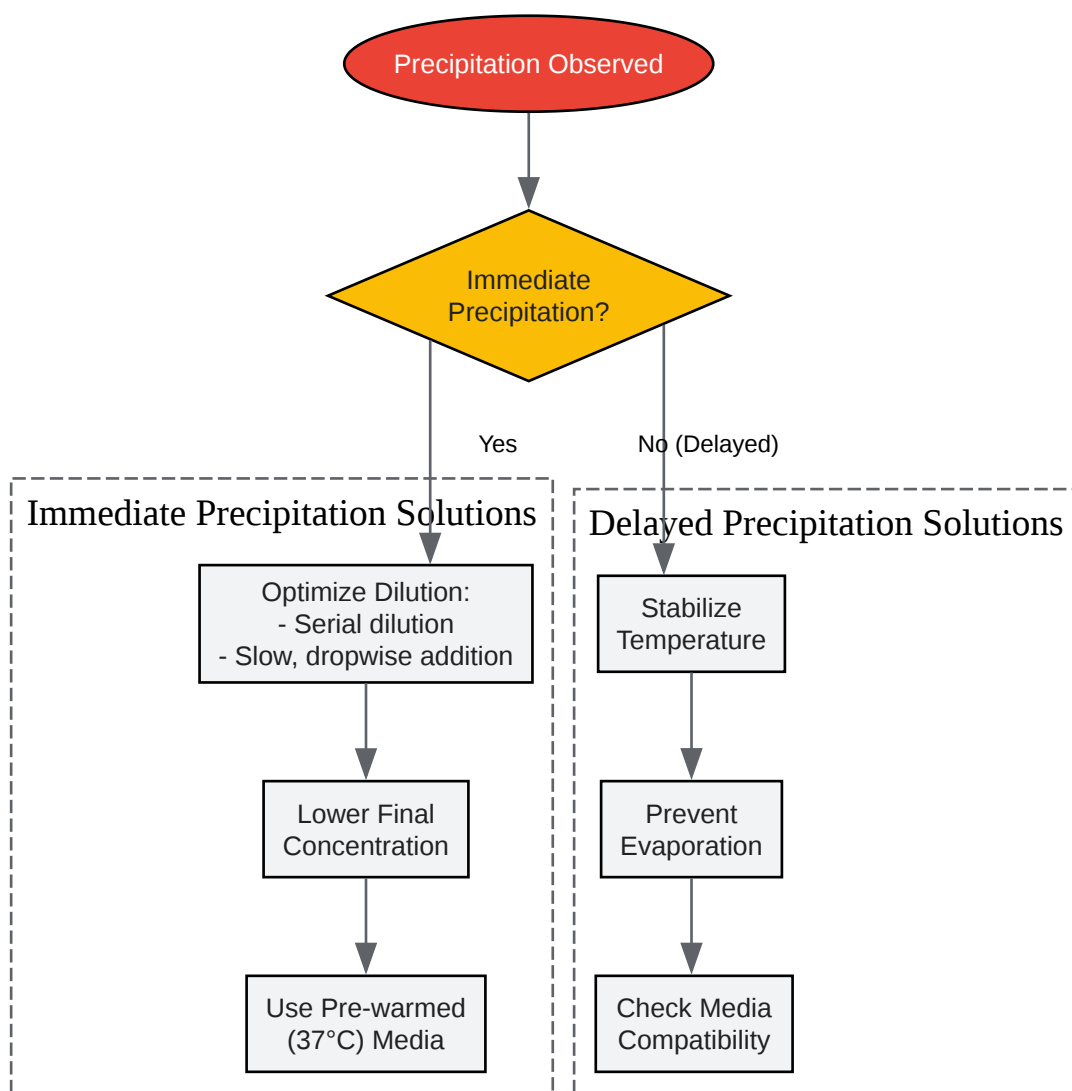 Precipitation Observed
Immediate
Precipitation?
Yes
No (Delayed)
Immediate Precipitation Solutions
Optimize Dilution:
- Serial dilution
- Slow, dropwise addition
Lower Final
Concentration
Use Pre-warmed
(37°C) Media
Delayed Precipitation Solutions
Stabilize
Temperature
Prevent
Evaporation
Check Media
Compatibility